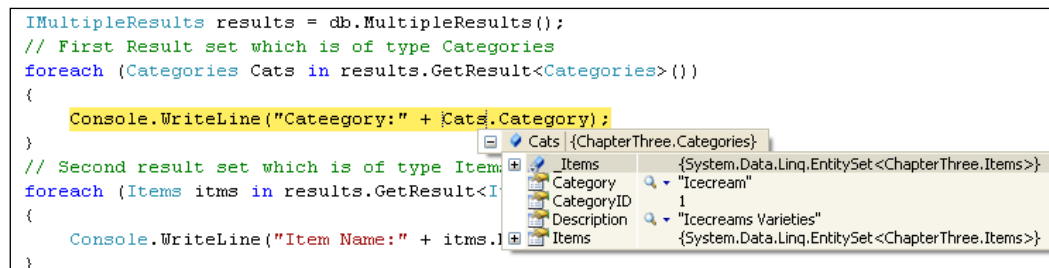 IMultipleResults results = db.MultipleResults();
// First Result set which is of type Categories
foreach (Categories Cats in results.GetResult<Categories>())
{
Console.WriteLine("Cateegory:" + Cats.Category);
}
Cats {ChapterThree.Categories}
// Second result set which is of type Item
_Items {System.Data.Linq.EntitySet<ChapterThree.Items>}
Category "Icecream"
foreach (Items itms in results.GetResult<I
CategoryID 1
{
Description "Icecreams Varieties"
Console.WriteLine("Item Name:" + itms.
Items {System.Data.Linq.EntitySet<ChapterThree.Items>}
}